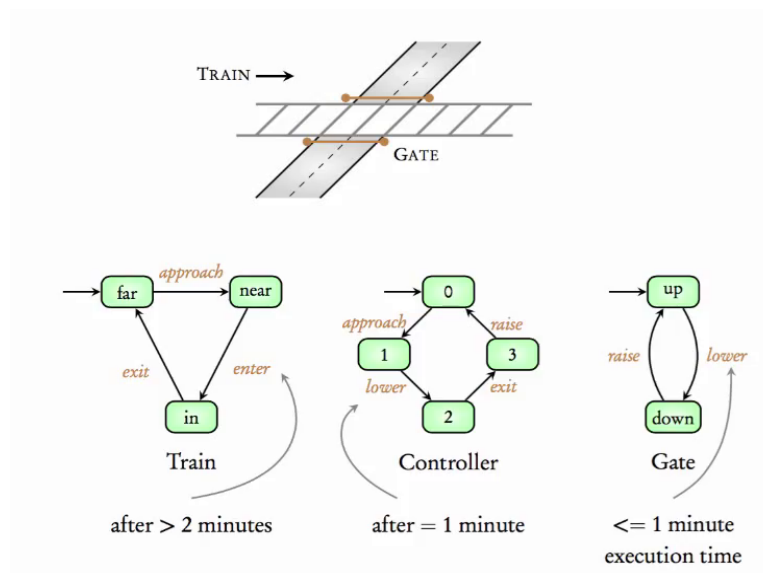 TRAIN
GATE
approach
far
near
exit
enter
in
Train
0
approach
raise
1
3
lower
exit
2
Controller
up
raise
lower
down
Gate
after > 2 minutes
after = 1 minute
<= 1 minute
execution time